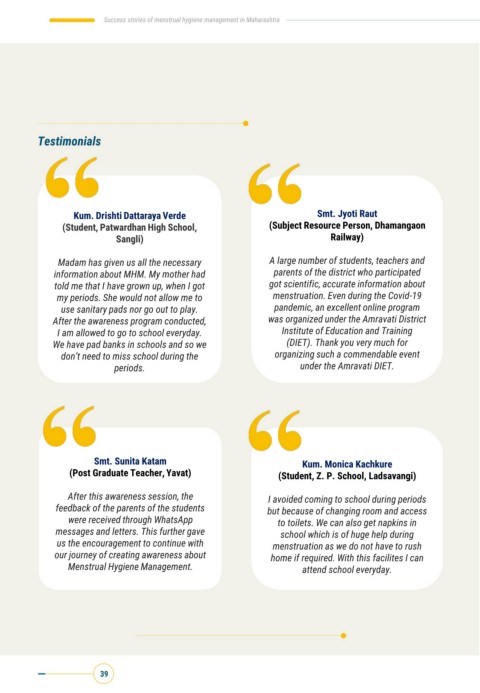 Success stories of menstrual hygiene management in Maharashtra
Testimonials
Kum. Drishti Dattaraya Verde
(Student, Patwardhan High School,
Sangli)
Madam has given us all the necessary
information about MHM. My mother had
told me that I have grown up, when I got
my periods. She would not allow me to
use sanitary pads nor go out to play.
After the awareness program conducted,
I am allowed to go to school everyday.
We have pad banks in schools and so we
don't need to miss school during the
periods.
Smt. Jyoti Raut
(Subject Resource Person, Dhamangaon
Railway)
A large number of students, teachers and
parents of the district who participated
got scientific, accurate information about
menstruation. Even during the Covid-19
pandemic, an excellent online program
was organized under the Amravati District
Institute of Education and Training
(DIET). Thank you very much for
organizing such a commendable event
under the Amravati DIET.
Smt. Sunita Katam
(Post Graduate Teacher, Yavat)
After this awareness session, the
feedback of the parents of the students
were received through WhatsApp
messages and letters. This further gave
us the encouragement to continue with
our journey of creating awareness about
Menstrual Hygiene Management.
Kum. Monica Kachkure
(Student, Z. P. School, Ladsavangi)
I avoided coming to school during periods
but because of changing room and access
to toilets. We can also get napkins in
school which is of huge help during
menstruation as we do not have to rush
home if required. With this facilites I can
attend school everyday.
39